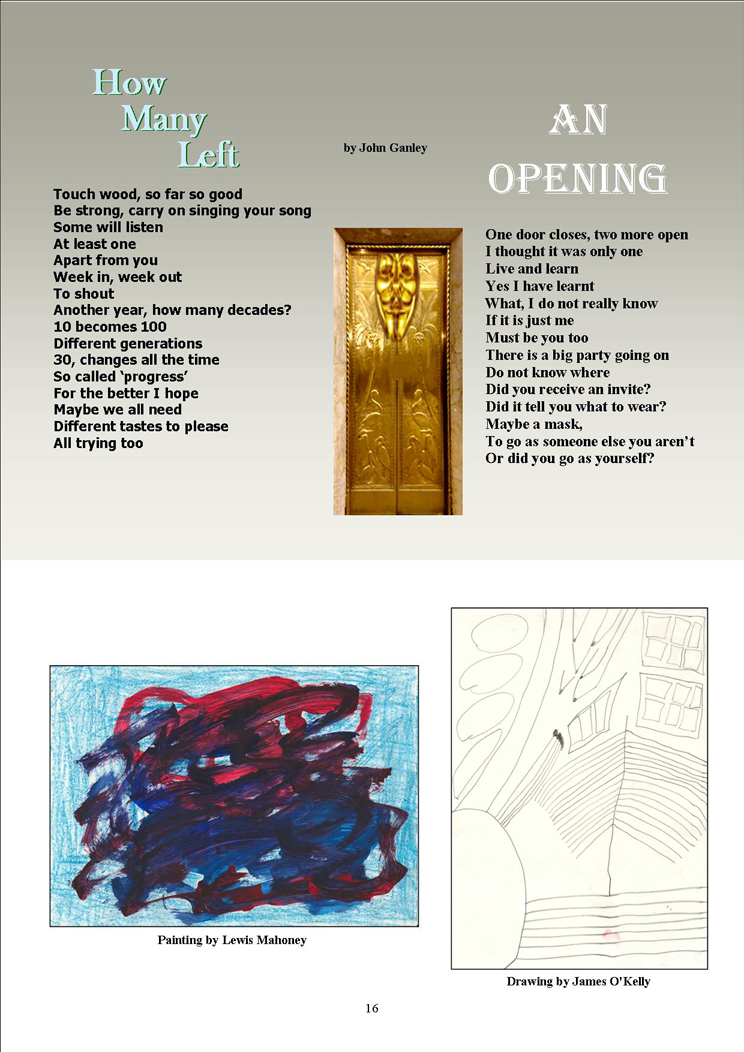 How
Many
Left
Touch wood, so far so good
Be strong, carry on singing your song
Some will listen
At least one
Apart from you
Week in, week out
To shout
Another year, how many decades?
10 becomes 100
Different generations
30, changes all the time
So called ‘progress’
For the better I hope
Maybe we all need
Different tastes to please
All trying too
by John Ganley
AN
OPENING
One door closes, two more open
I thought it was only one
Live and learn
Yes I have learnt
What, I do not really know
If it is just me
Must be you too
There is a big party going on
Do not know where
Did you receive an invite?
Did it tell you what to wear?
Maybe a mask,
To go as someone else you aren’t
Or did you go as yourself?
Painting by Lewis Mahoney
Drawing by James O'Kelly
16